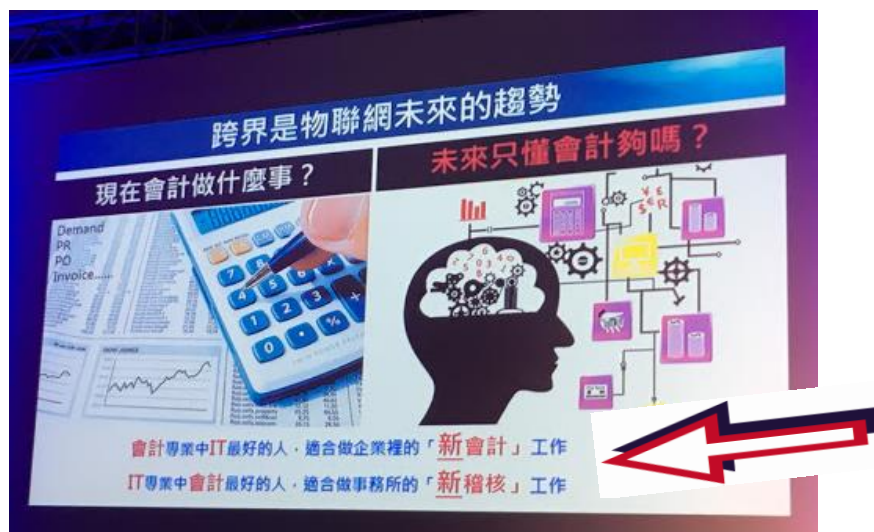 跨界是物聯網未來的趨勢
現在會計做什麼事？
未來只懂會計夠嗎？
Demand
PR
PO
Invoice......
會計專業中IT最好的人，適合做企業裡的「新會計」工作
IT專業中會計最好的人，適合做事務所的「新稽核」工作